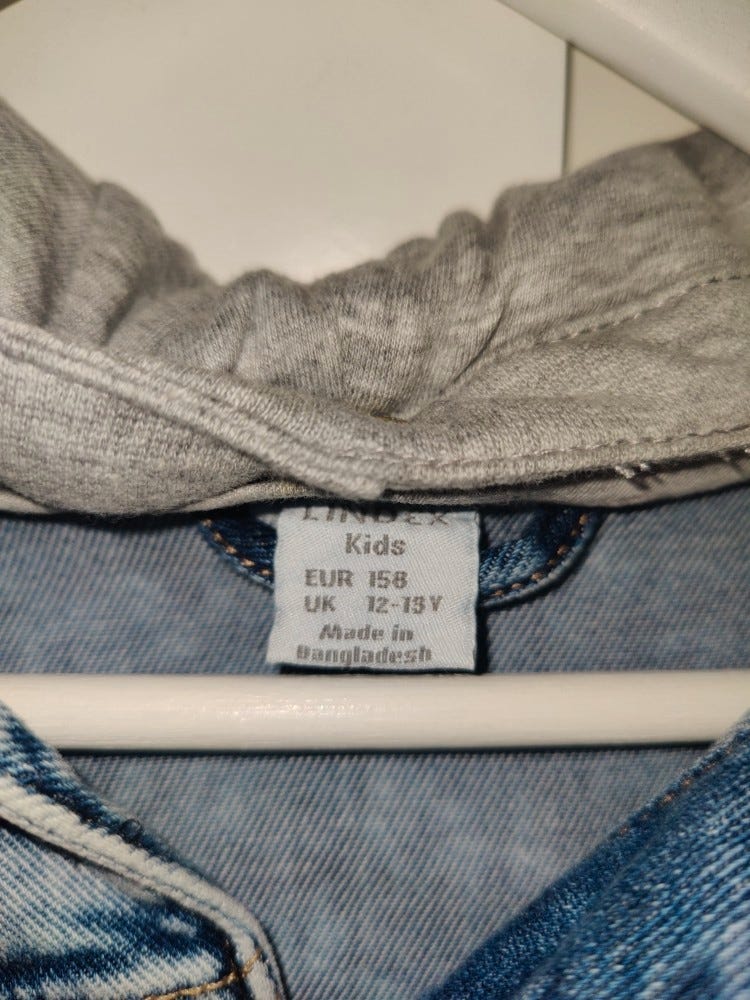 LINDEX
Kids
EUR 158
UK 12-13Y
Made in
Bangladesh